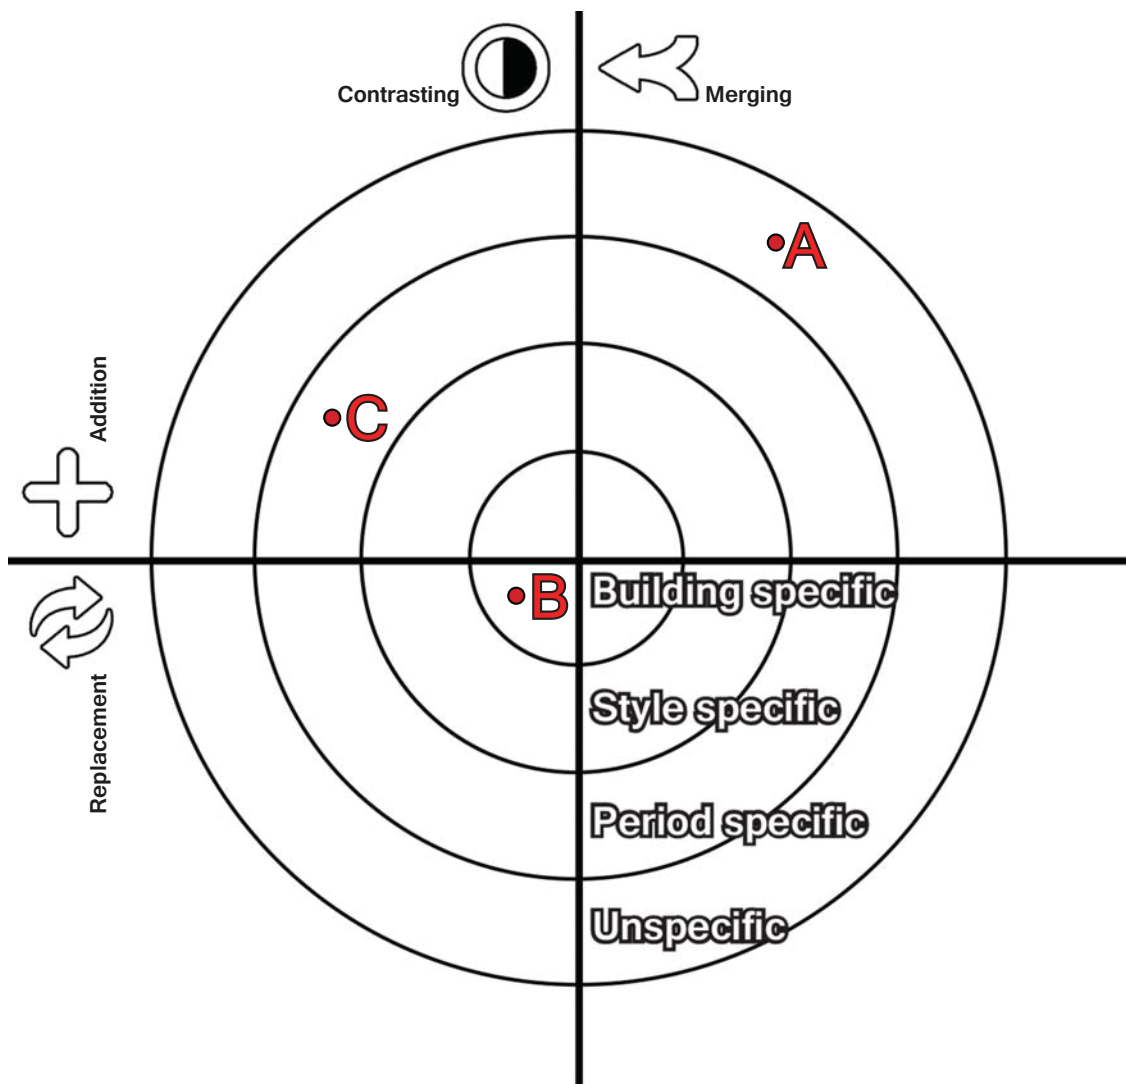 Contrasting
Merging
A
Addition
C
B
Building specific
Replacement
Style specific
Period specific
Unspecific